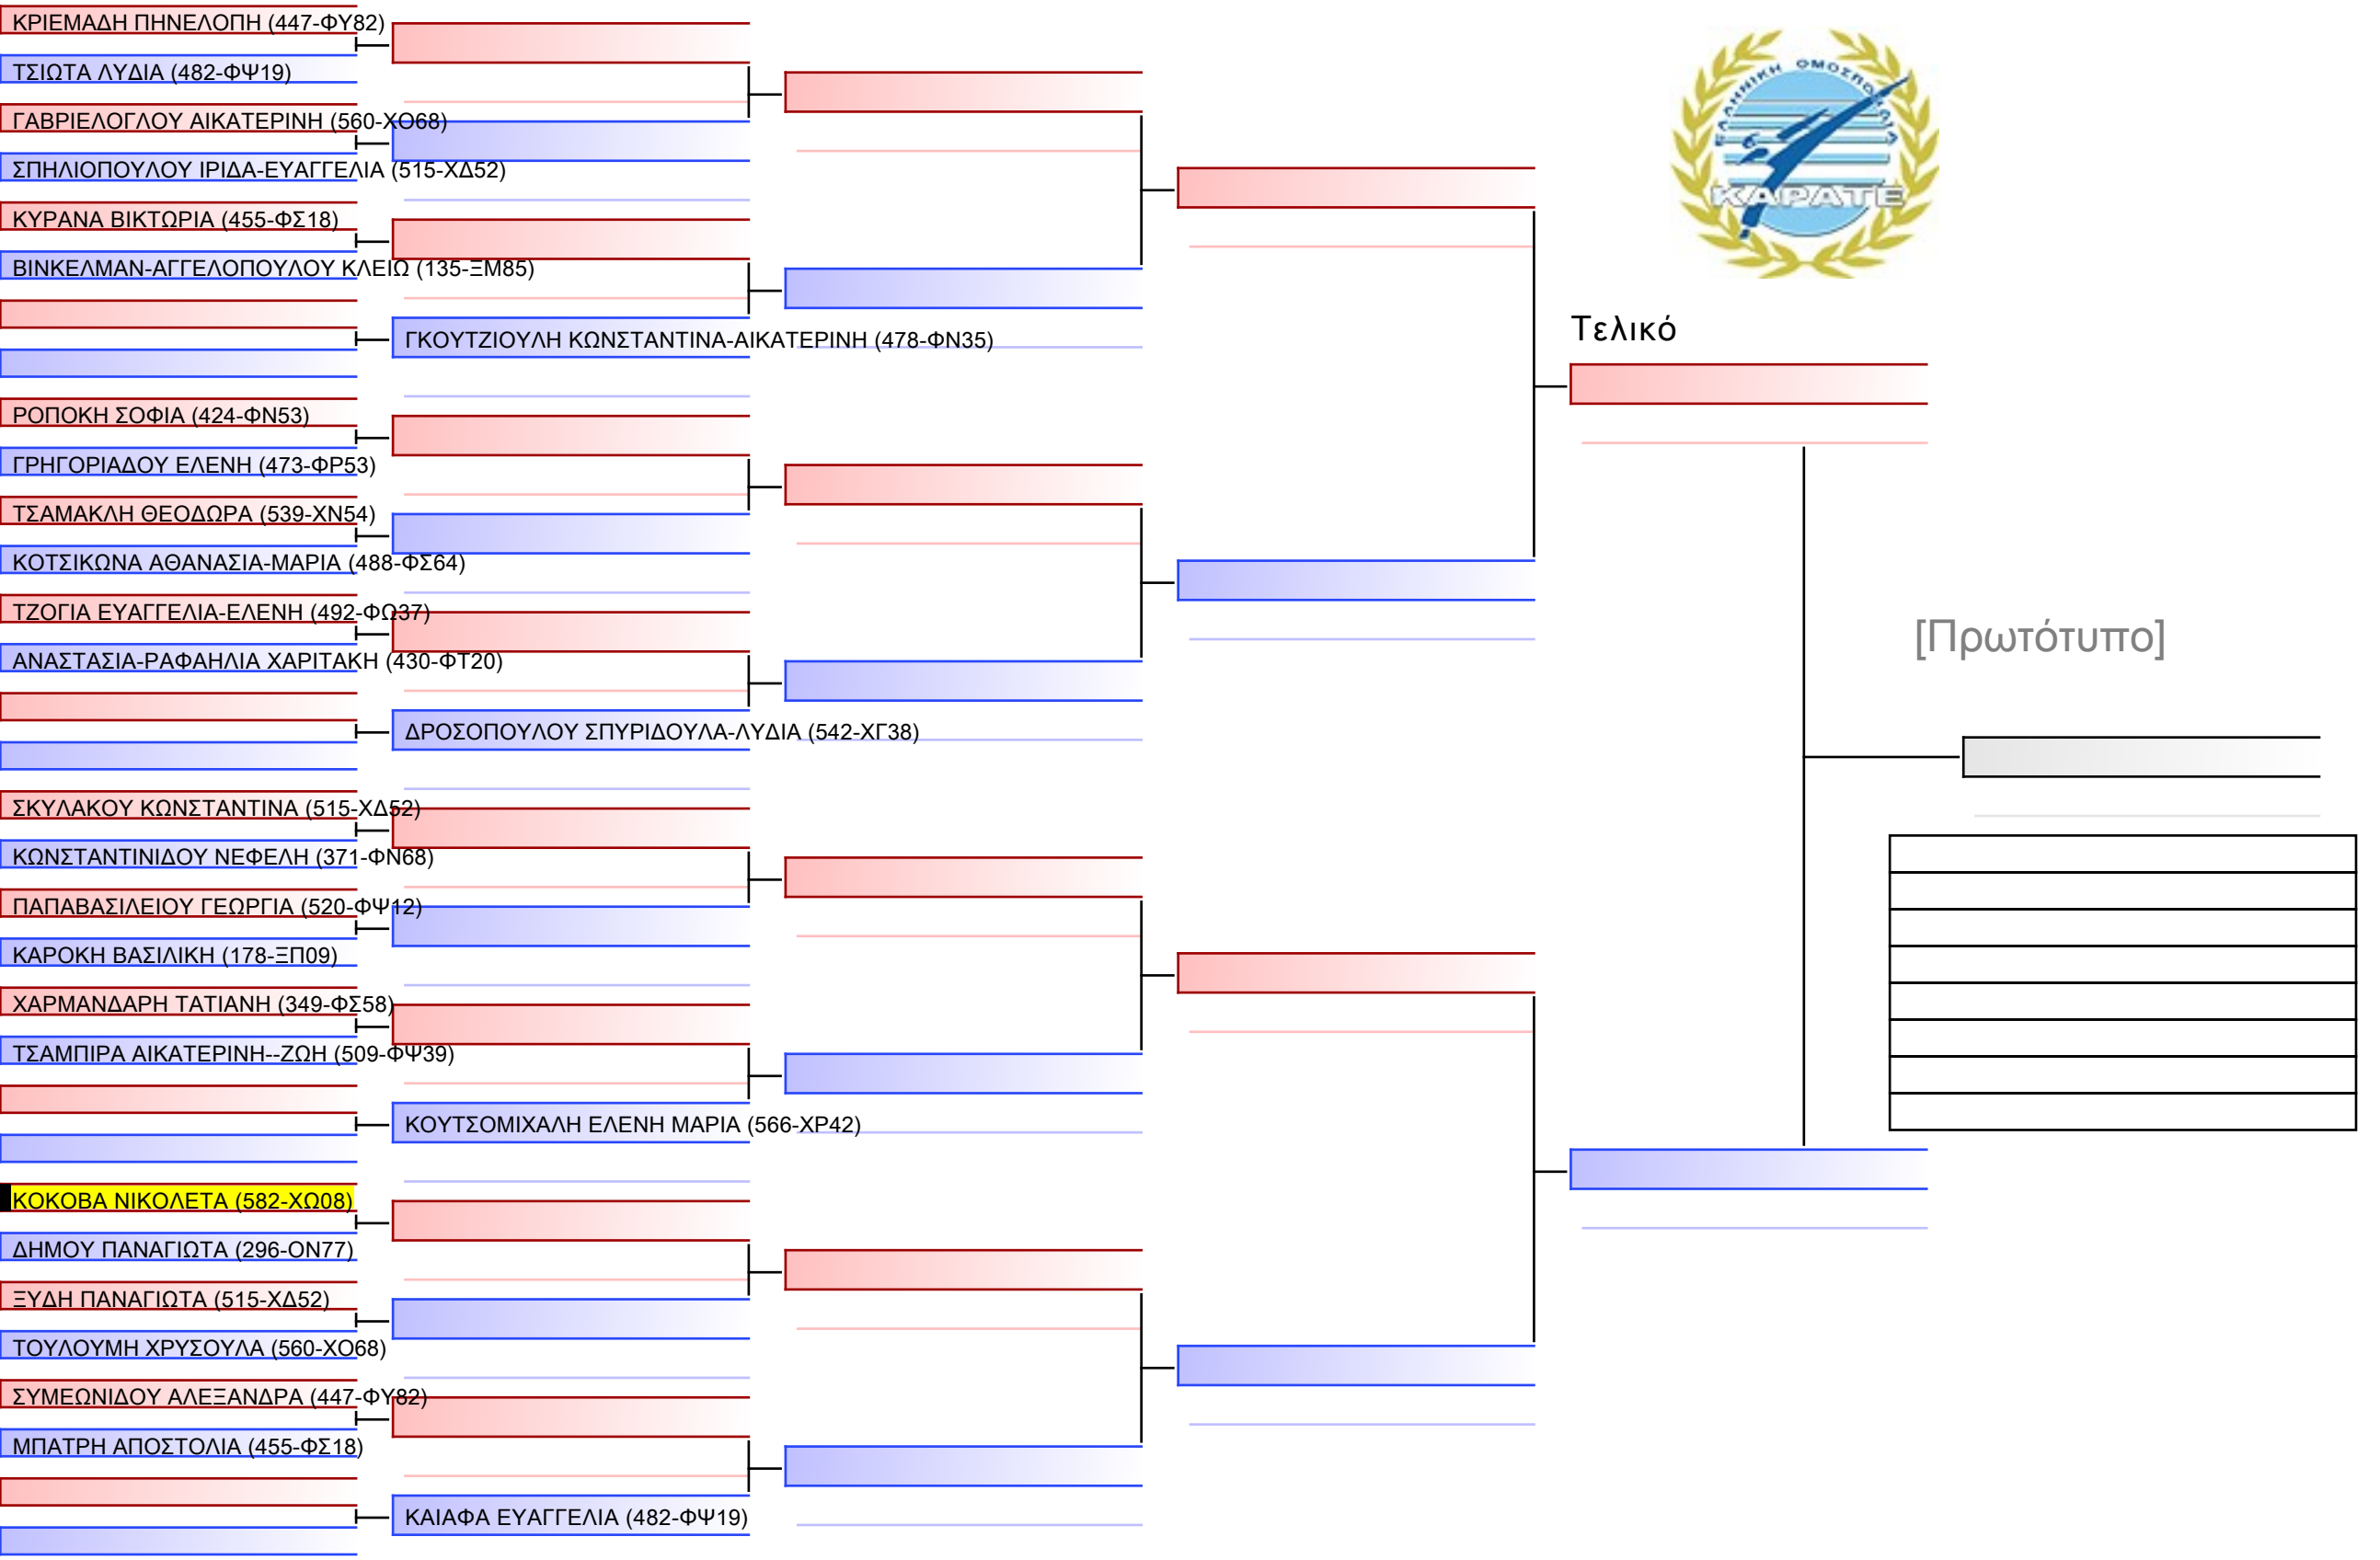 ΚΡΙΕΜΑΔΗ ΠΗΝΕΛΟΠΗ (447-ΦΥ82)
ΤΣΙΩΤΑ ΛΥΔΙΑ (482-ΦΨ19)
ΓΑΒΡΙΕΛΟΓΛΟΥ ΑΙΚΑΤΕΡΙΝΗ (560-ΧΟ68)
ΣΠΗΛΙΟΠΟΥΛΟΥ ΙΡΙΔΑ-ΕΥΑΓΓΕΛΙΑ (515-ΧΔ52)
ΚΥΡΑΝΑ ΒΙΚΤΩΡΙΑ (455-ΦΣ18)
ΒΙΝΚΕΛΜΑΝ-ΑΓΓΕΛΟΠΟΥΛΟΥ ΚΛΕΙΩ (135-ΞΜ85)
ΓΚΟΥΤΖΙΟΥΛΗ ΚΩΝΣΤΑΝΤΙΝΑ-ΑΙΚΑΤΕΡΙΝΗ (478-ΦΝ35)
ΡΟΠΟΚΗ ΣΟΦΙΑ (424-ΦΝ53)
ΓΡΗΓΟΡΙΑΔΟΥ ΕΛΕΝΗ (473-ΦΡ53)
ΤΣΑΜΑΚΛΗ ΘΕΟΔΩΡΑ (539-ΧΝ54)
ΚΟΤΣΙΚΩΝΑ ΑΘΑΝΑΣΙΑ-ΜΑΡΙΑ (488-ΦΣ64)
ΤΖΟΓΙΑ ΕΥΑΓΓΕΛΙΑ-ΕΛΕΝΗ (492-ΦΩ37)
ΑΝΑΣΤΑΣΙΑ-ΡΑΦΑΗΛΙΑ ΧΑΡΙΤΑΚΗ (430-ΦΤ20)
ΔΡΟΣΟΠΟΥΛΟΥ ΣΠΥΡΙΔΟΥΛΑ-ΛΥΔΙΑ (542-ΧΓ38)
ΣΚΥΛΑΚΟΥ ΚΩΝΣΤΑΝΤΙΝΑ (515-ΧΔ52)
ΚΩΝΣΤΑΝΤΙΝΙΔΟΥ ΝΕΦΕΛΗ (371-ΦΝ68)
ΠΑΠΑΒΑΣΙΛΕΙΟΥ ΓΕΩΡΓΙΑ (520-ΦΨ12)
ΚΑΡΟΚΗ ΒΑΣΙΛΙΚΗ (178-ΞΠ09)
ΧΑΡΜΑΝΔΑΡΗ ΤΑΤΙΑΝΗ (349-ΦΣ58)
ΤΣΑΜΠΙΡΑ ΑΙΚΑΤΕΡΙΝΗ--ΖΩΗ (509-ΦΨ39)
ΚΟΥΤΣΟΜΙΧΑΛΗ ΕΛΕΝΗ ΜΑΡΙΑ (566-ΧΡ42)
ΚΟΚΟΒΑ ΝΙΚΟΛΕΤΑ (582-ΧΩ08)
ΔΗΜΟΥ ΠΑΝΑΓΙΩΤΑ (296-ΟΝ77)
ΞΥΔΗ ΠΑΝΑΓΙΩΤΑ (515-ΧΔ52)
ΤΟΥΛΟΥΜΗ ΧΡΥΣΟΥΛΑ (560-ΧΟ68)
ΣΥΜΕΩΝΙΔΟΥ ΑΛΕΞΑΝΔΡΑ (447-ΦΥ82)
ΜΠΑΤΡΗ ΑΠΟΣΤΟΛΙΑ (455-ΦΣ18)
ΚΑΙΑΦΑ ΕΥΑΓΓΕΛΙΑ (482-ΦΨ19)
ΕΛΛΗΝΙΚΗ ΟΜΟΣΠΟΝΔΙΑ
ΚΑΡΑΤΕ
Τελικό
[Πρωτότυπο]